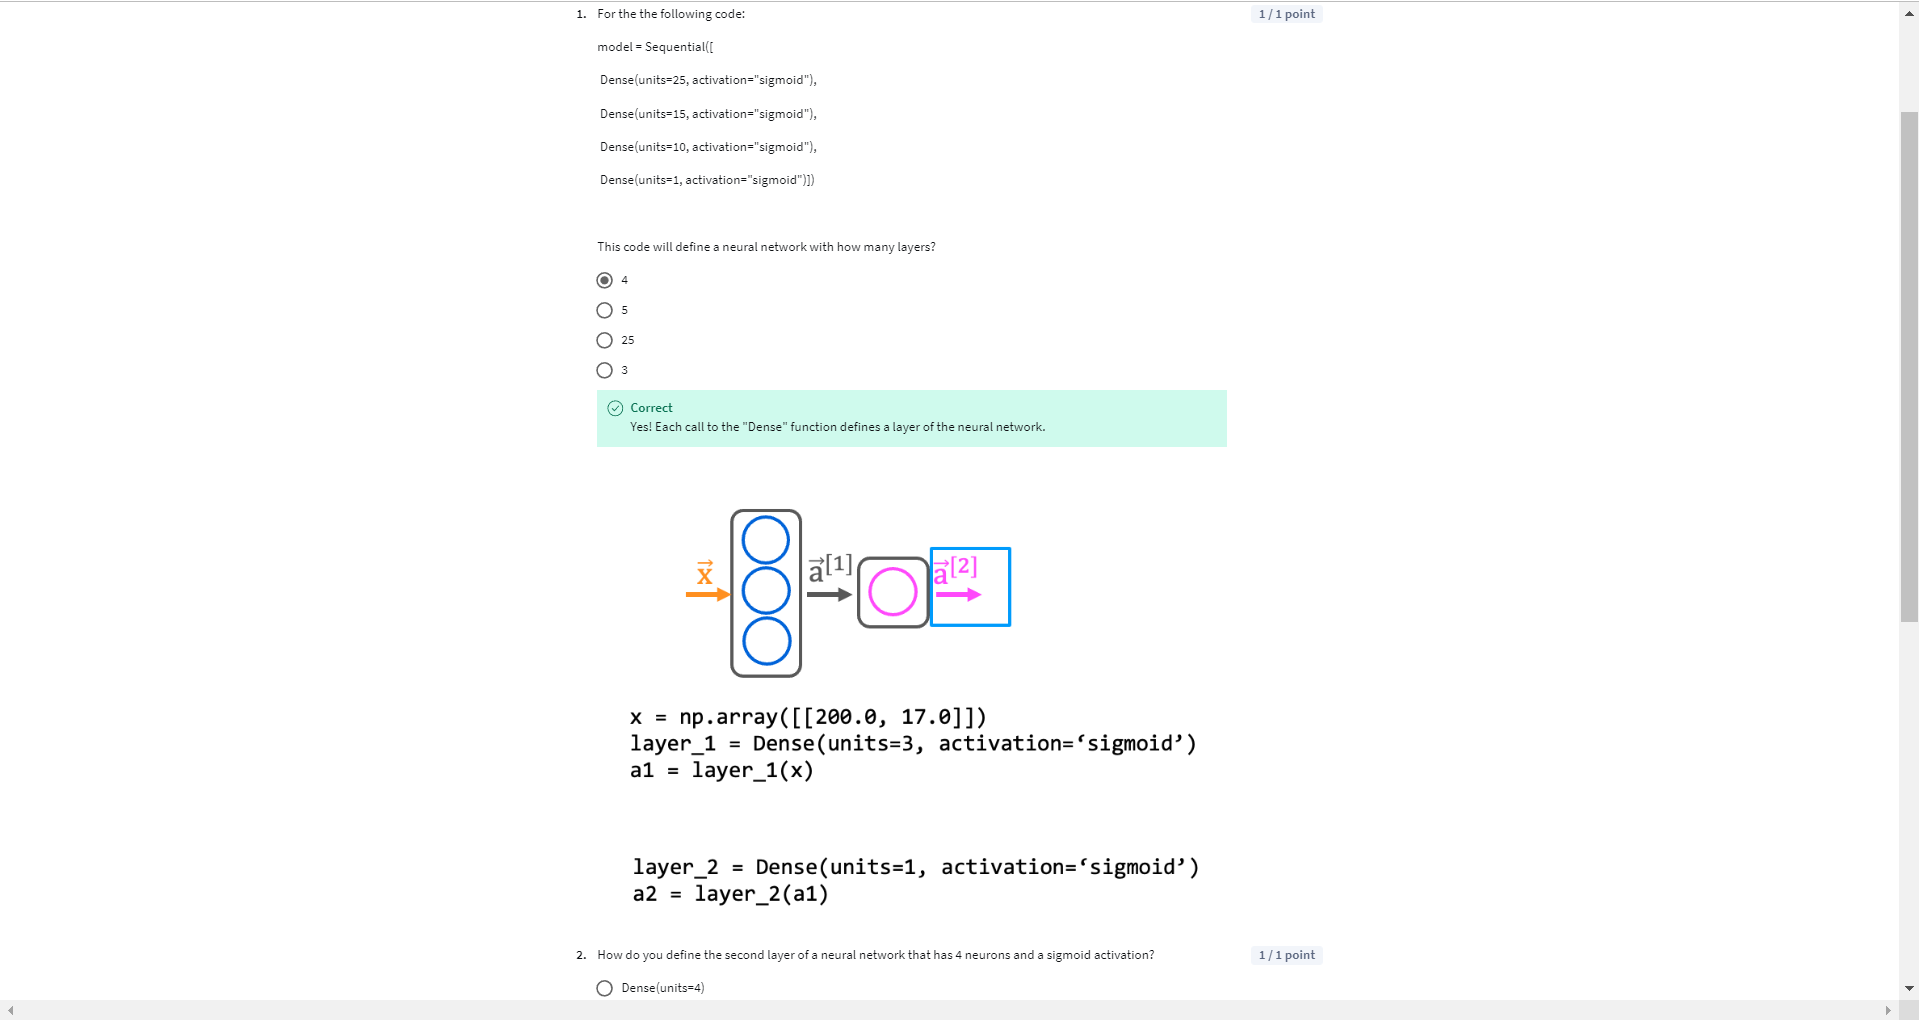 1. For the the following code:
1 / 1 point
model = Sequential([
Dense(units=25, activation="sigmoid"),
Dense(units=15, activation="sigmoid"),
Dense(units=10, activation="sigmoid"),
Dense(units=1, activation="sigmoid")])
This code will define a neural network with how many layers?
4
5
25
3
Correct
Yes! Each call to the "Dense" function defines a layer of the neural network.
x⃗
a⃗[1]
a⃗[2]
x = np.array([[200.0, 17.0]])
layer_1 = Dense(units=3, activation=‘sigmoid’)
a1 = layer_1(x)
layer_2 = Dense(units=1, activation=‘sigmoid’)
a2 = layer_2(a1)
2. How do you define the second layer of a neural network that has 4 neurons and a sigmoid activation?
1 / 1 point
Dense(units=4)